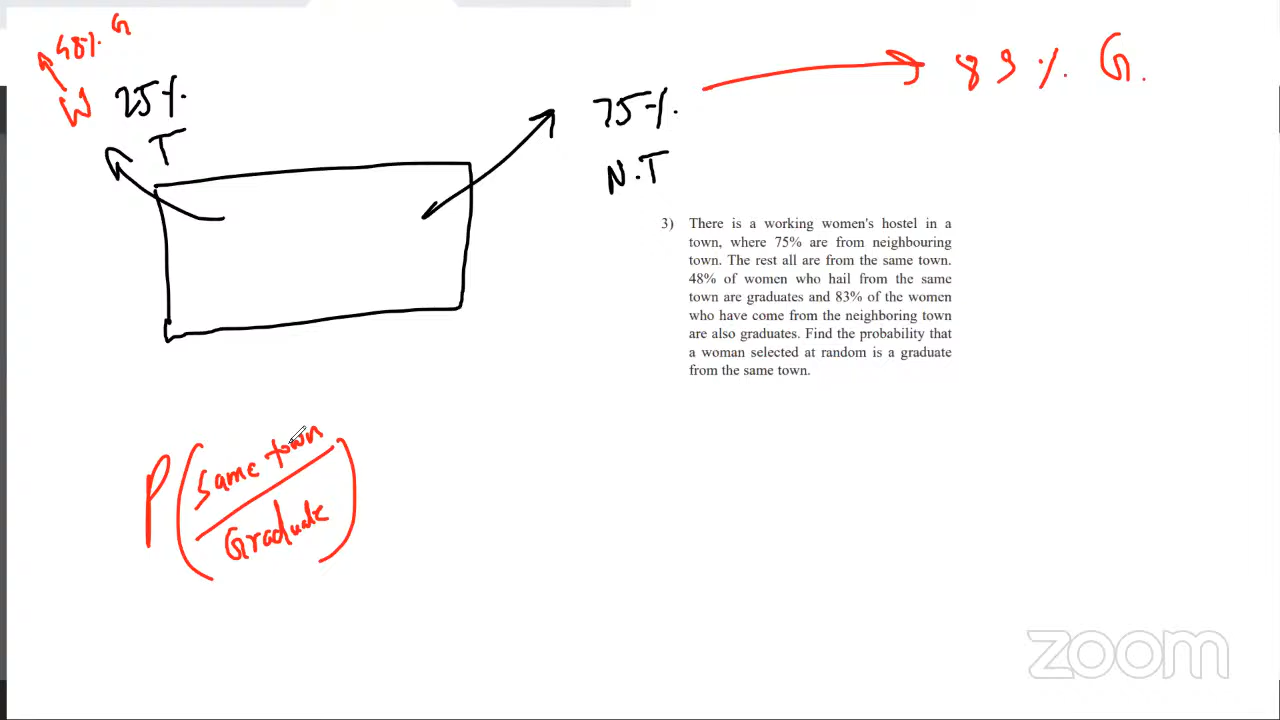 48% G
W 25%
T
75%
N.T
83% G.
3) There is a working women's hostel in a
town, where 75% are from neighbouring
town. The rest all are from the same town.
48% of women who hail from the same
town are graduates and 83% of the women
who have come from the neighboring town
are also graduates. Find the probability that
a woman selected at random is a graduate
from the same town.
P( same town
Graduate )
zoom